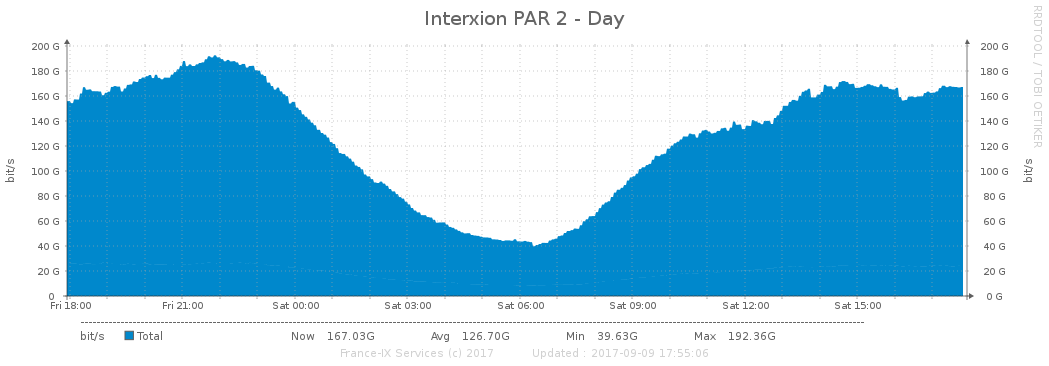 Interxion PAR 2 - Day
RRDTOOL / TOBI OETIKER
200 G 200 G
180 G 180 G
160 G 160 G
140 G 140 G
120 G 120 G
100 G 100 G
80 G 80 G
60 G 60 G
40 G 40 G
20 G 20 G
0 0 G
bit/s bit/s
Fri 18:00 Fri 21:00 Sat 00:00 Sat 03:00 Sat 06:00 Sat 09:00 Sat 12:00 Sat 15:00
bit/s Total Now 167.03G Avg 126.70G Min 39.63G Max 192.36G
France-IX Services (c) 2017 Updated : 2017-09-09 17:55:06